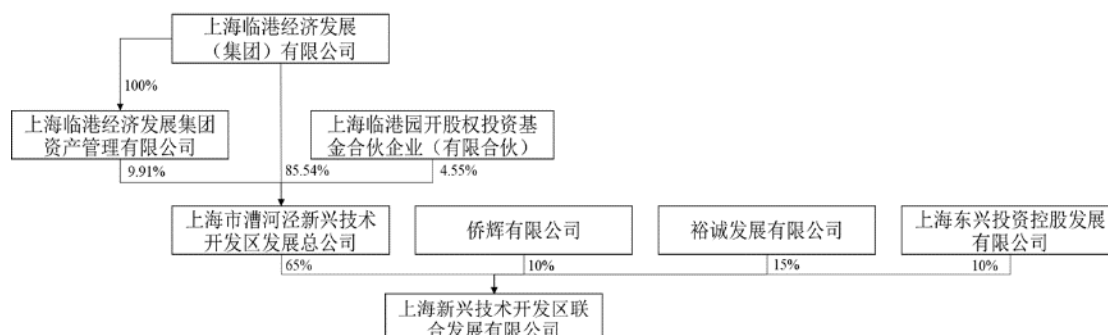 上海临港经济发展
（集团）有限公司
100%
上海临港经济发展集团
资产管理有限公司
上海临港园开股权投资基
金合伙企业（有限合伙）
9.91%
85.54%
4.55%
上海市漕河泾新兴技术
开发区发展总公司
侨辉有限公司
裕诚发展有限公司
上海东兴投资控股发展
有限公司
65%
10%
15%
10%
上海新兴技术开发区联
合发展有限公司